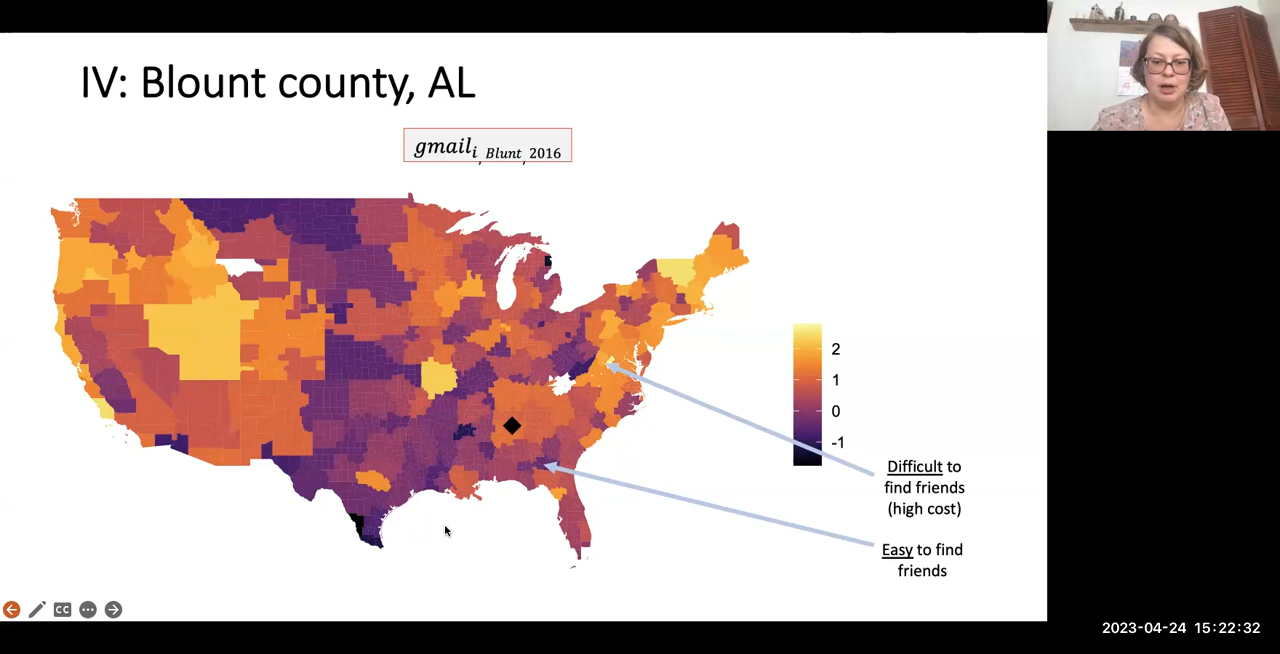 IV: Blount county, AL
gmail i, Blunt, 2016
2
1
0
-1
Difficult to
find friends
(high cost)
Easy to find
friends
CC
2023-04-24 15:22:32